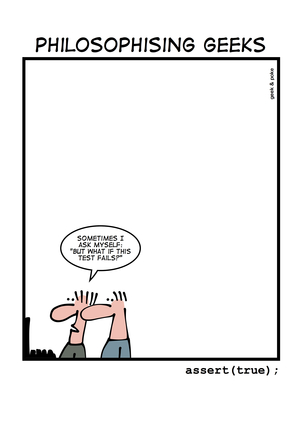 PHILOSOPHISING GEEKS
geek & poke
SOMETIMES I
ASK MYSELF:
"BUT WHAT IF THIS
TEST FAILS?"
assert(true);